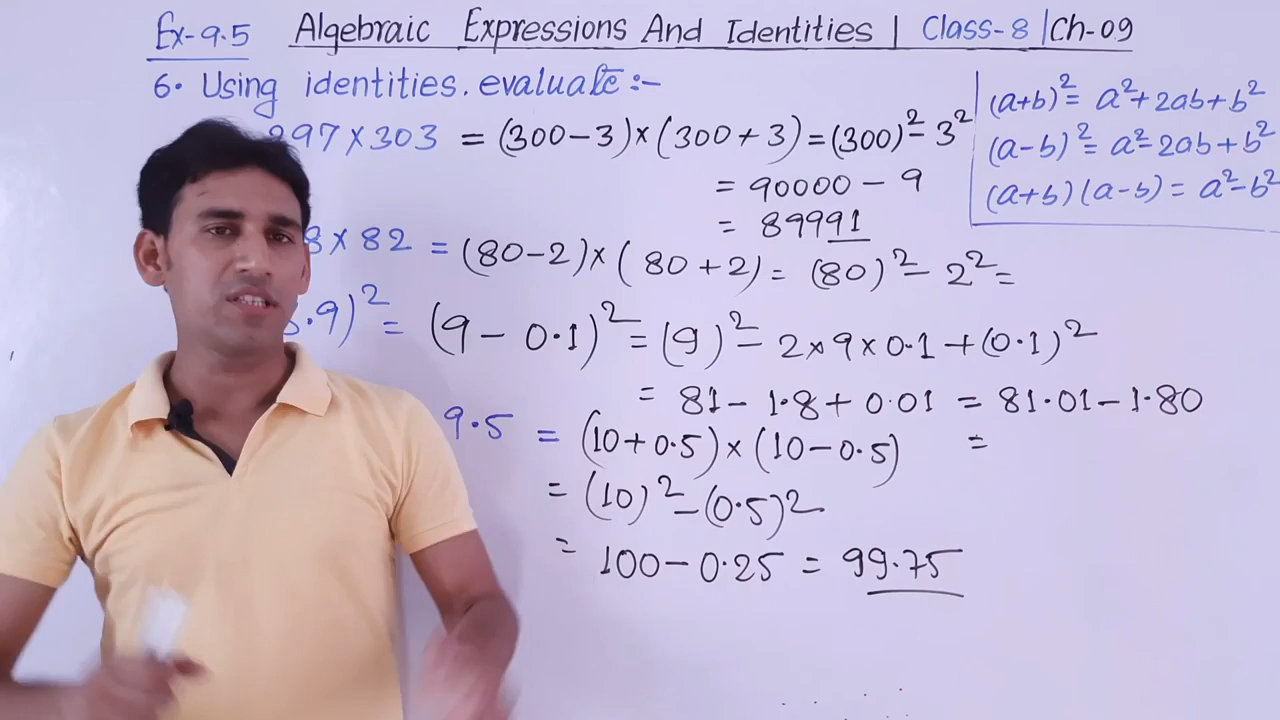 Ex-9.5 Algebraic Expressions And Identities | Class-8 | Ch-09
6. Using identities. evaluate :-
(a+b)² = a²+2ab+b²
(a-b)² = a²-2ab+b²
(a+b)(a-b) = a²-b²
97×303 = (300-3)×(300+3) = (300)²-3²
= 90000 - 9
= 89991
8×82 = (80-2)×(80+2) = (80)²-2² =
.9)² = (9-0.1)² = (9)²-2×9×0.1+(0.1)²
= 81-1.8+0.01 = 81.01-1.80
9.5 = (10+0.5)×(10-0.5) =
= (10)²-(0.5)²
= 100-0.25 = 99.75